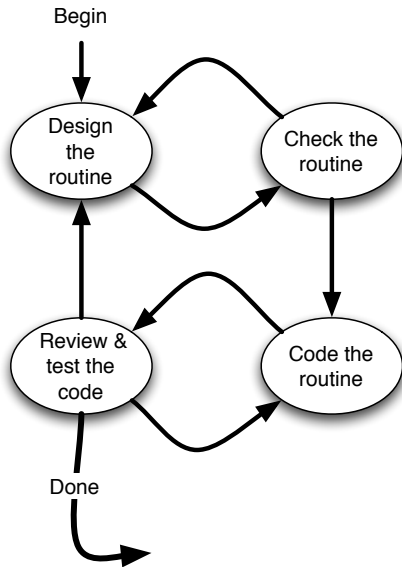 Begin
Design
the
routine
Check the
routine
Review &
test the
code
Code the
routine
Done